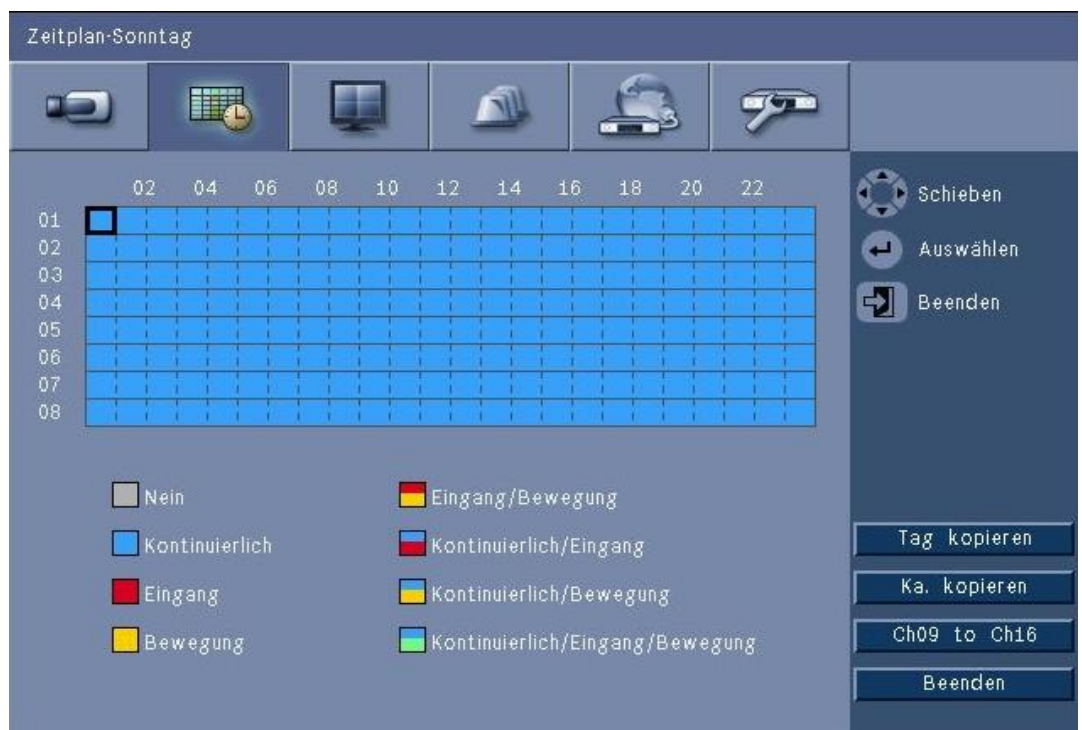 Zeitplan-Sonntag
02 04 06 08 10 12 14 16 18 20 22
01
02
03
04
05
06
07
08
Schieben
Auswählen
Beenden
Nein
Kontinuierlich
Eingang
Bewegung
Eingang/Bewegung
Kontinuierlich/Eingang
Kontinuierlich/Bewegung
Kontinuierlich/Eingang/Bewegung
Tag kopieren
Ka. kopieren
Ch09 to Ch16
Beenden